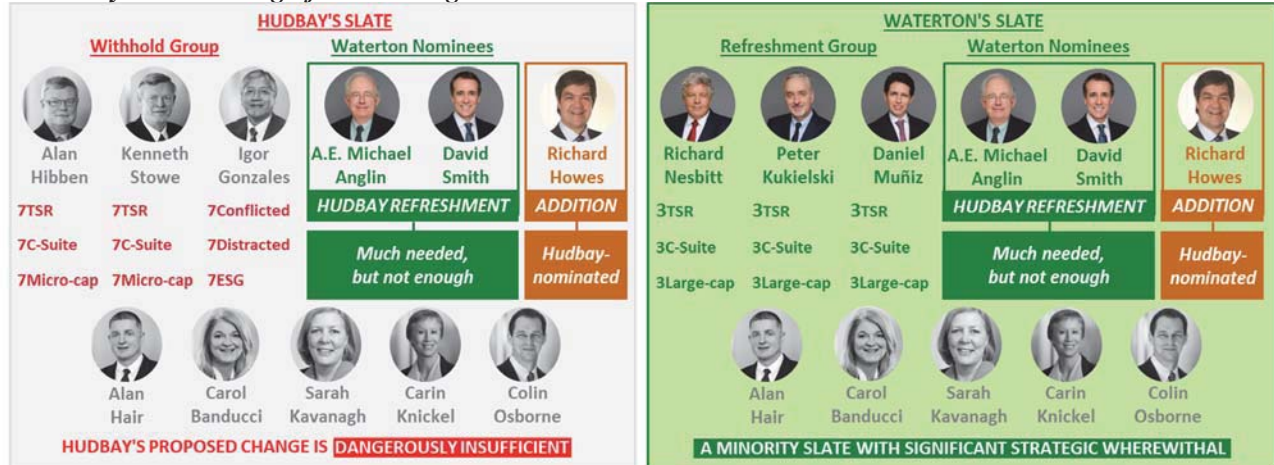 HUDBAY'S SLATE
Withhold Group
Waterton Nominees
Alan
Hibben
Kenneth
Stowe
Igor
Gonzales
A.E. Michael
Anglin
David
Smith
Richard
Howes
7TSR
7TSR
7Conflicted
7C-Suite
7C-Suite
7Distracted
7Micro-cap
7Micro-cap
7ESG
HUDBAY REFRESHMENT
ADDITION
Much needed,
but not enough
Hudbay-
nominated
Alan
Hair
Carol
Banducci
Sarah
Kavanagh
Carin
Knickel
Colin
Osborne
HUDBAY'S PROPOSED CHANGE IS DANGEROUSLY INSUFFICIENT
WATERTON'S SLATE
Refreshment Group
Waterton Nominees
Richard
Nesbitt
Peter
Kukielski
Daniel
Muñiz
A.E. Michael
Anglin
David
Smith
Richard
Howes
3TSR
3TSR
3TSR
3C-Suite
3C-Suite
3C-Suite
3Large-cap
3Large-cap
3Large-cap
HUDBAY REFRESHMENT
ADDITION
Much needed,
but not enough
Hudbay-
nominated
Alan
Hair
Carol
Banducci
Sarah
Kavanagh
Carin
Knickel
Colin
Osborne
A MINORITY SLATE WITH SIGNIFICANT STRATEGIC WHEREWITHAL